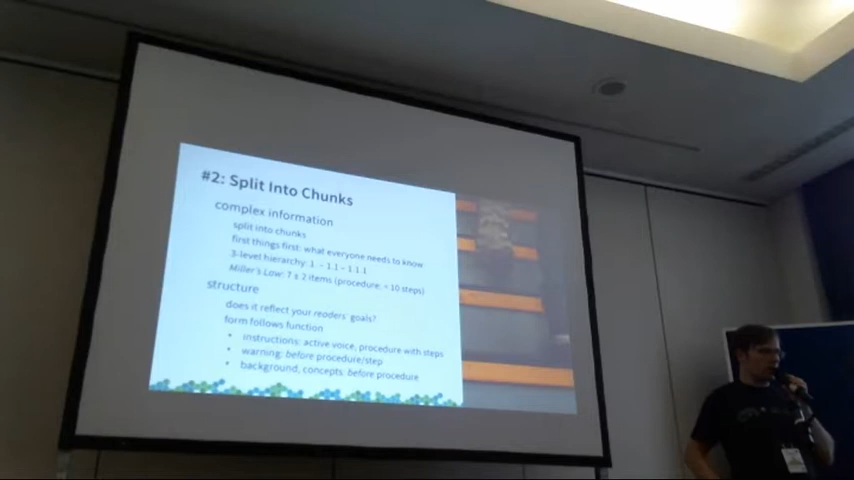 #2: Split Into Chunks
complex information
split into chunks
first things first: what everyone needs to know
3-level hierarchy: 1. – 1.1 – 1.1.1
Miller's Law: 7 ± 2 items (procedure: < 10 steps)
structure
does it reflect your readers' goals?
form follows function
• instructions: active voice, procedure with steps
• warning: before procedure/step
• background, concepts: before procedure